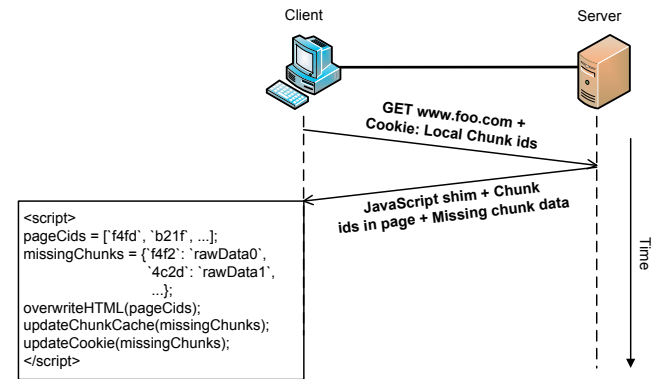 Client
Server
GET www.foo.com +
Cookie: Local Chunk ids
JavaScript shim + Chunk
ids in page + Missing chunk data
Time
<script>
pageCids = [`f4fd`, `b21f`, ...];
missingChunks = {`f4f2`: `rawData0`,
`4c2d`: `rawData1`,
...};
overwriteHTML(pageCids);
updateChunkCache(missingChunks);
updateCookie(missingChunks);
</script>